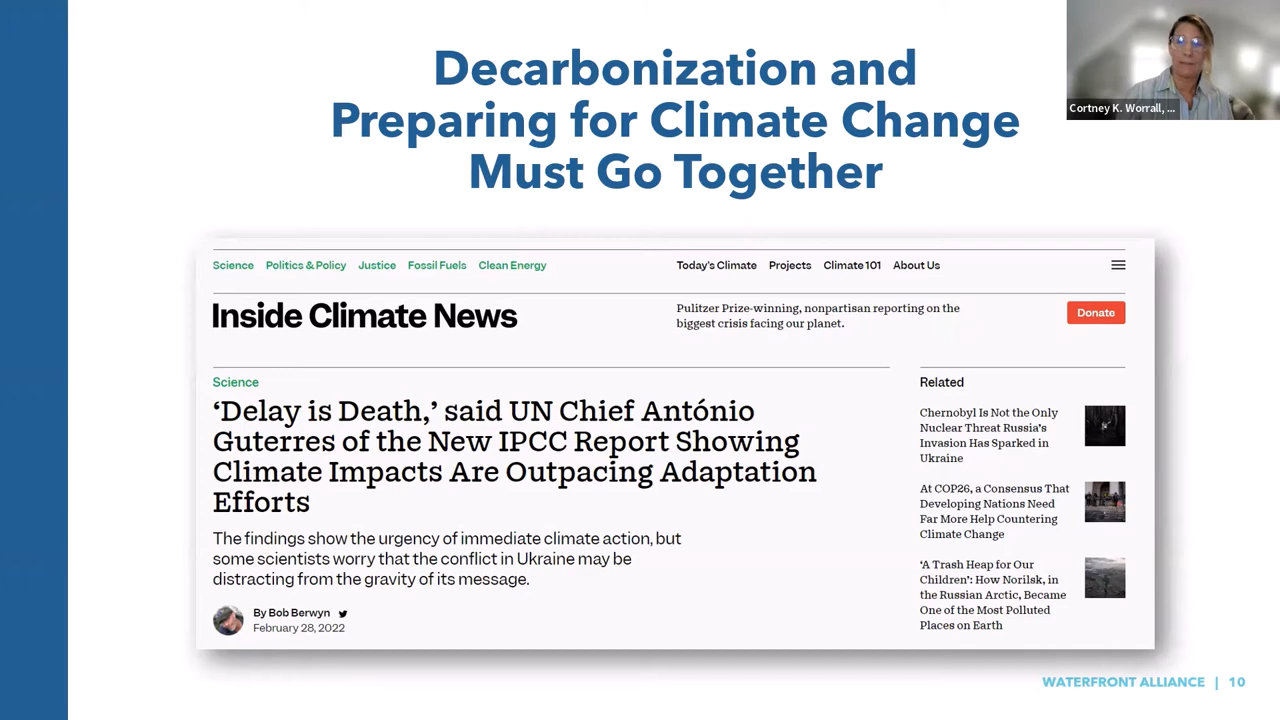 Decarbonization and
Preparing for Climate Change
Must Go Together
Cortney K. Worrall, ...
Science Politics & Policy Justice Fossil Fuels Clean Energy
Today's Climate Projects Climate 101 About Us
Inside Climate News
Pulitzer Prize-winning, nonpartisan reporting on the
biggest crisis facing our planet.
Donate
Science
‘Delay is Death,’ said UN Chief António
Guterres of the New IPCC Report Showing
Climate Impacts Are Outpacing Adaptation
Efforts
The findings show the urgency of immediate climate action, but
some scientists worry that the conflict in Ukraine may be
distracting from the gravity of its message.
By Bob Berwyn
February 28, 2022
Related
Chernobyl Is Not the Only
Nuclear Threat Russia’s
Invasion Has Sparked in
Ukraine
At COP26, a Consensus That
Developing Nations Need
Far More Help Countering
Climate Change
‘A Trash Heap for Our
Children’: How Norilsk, in
the Russian Arctic, Became
One of the Most Polluted
Places on Earth
WATERFRONT ALLIANCE | 10